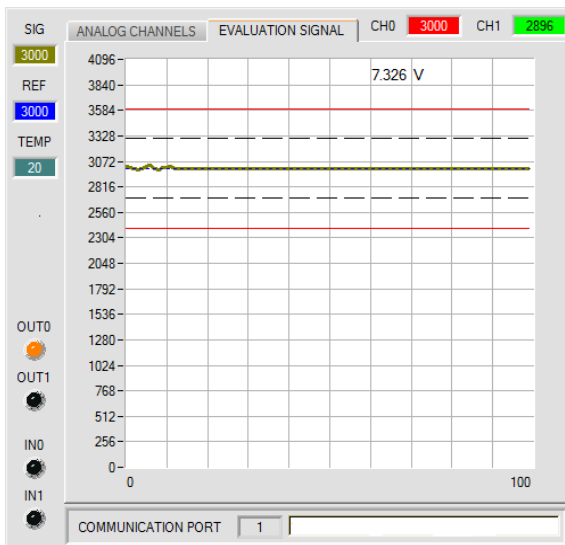 SIG
ANALOG CHANNELS EVALUATION SIGNAL CH0 3000 CH1 2896
3000
REF
3000
TEMP
20
.
OUT0
OUT1
IN0
IN1
7.326 V
4096
3840
3584
3328
3072
2816
2560
2304
2048
1792
1536
1280
1024
768
512
256
0
0 100
COMMUNICATION PORT 1